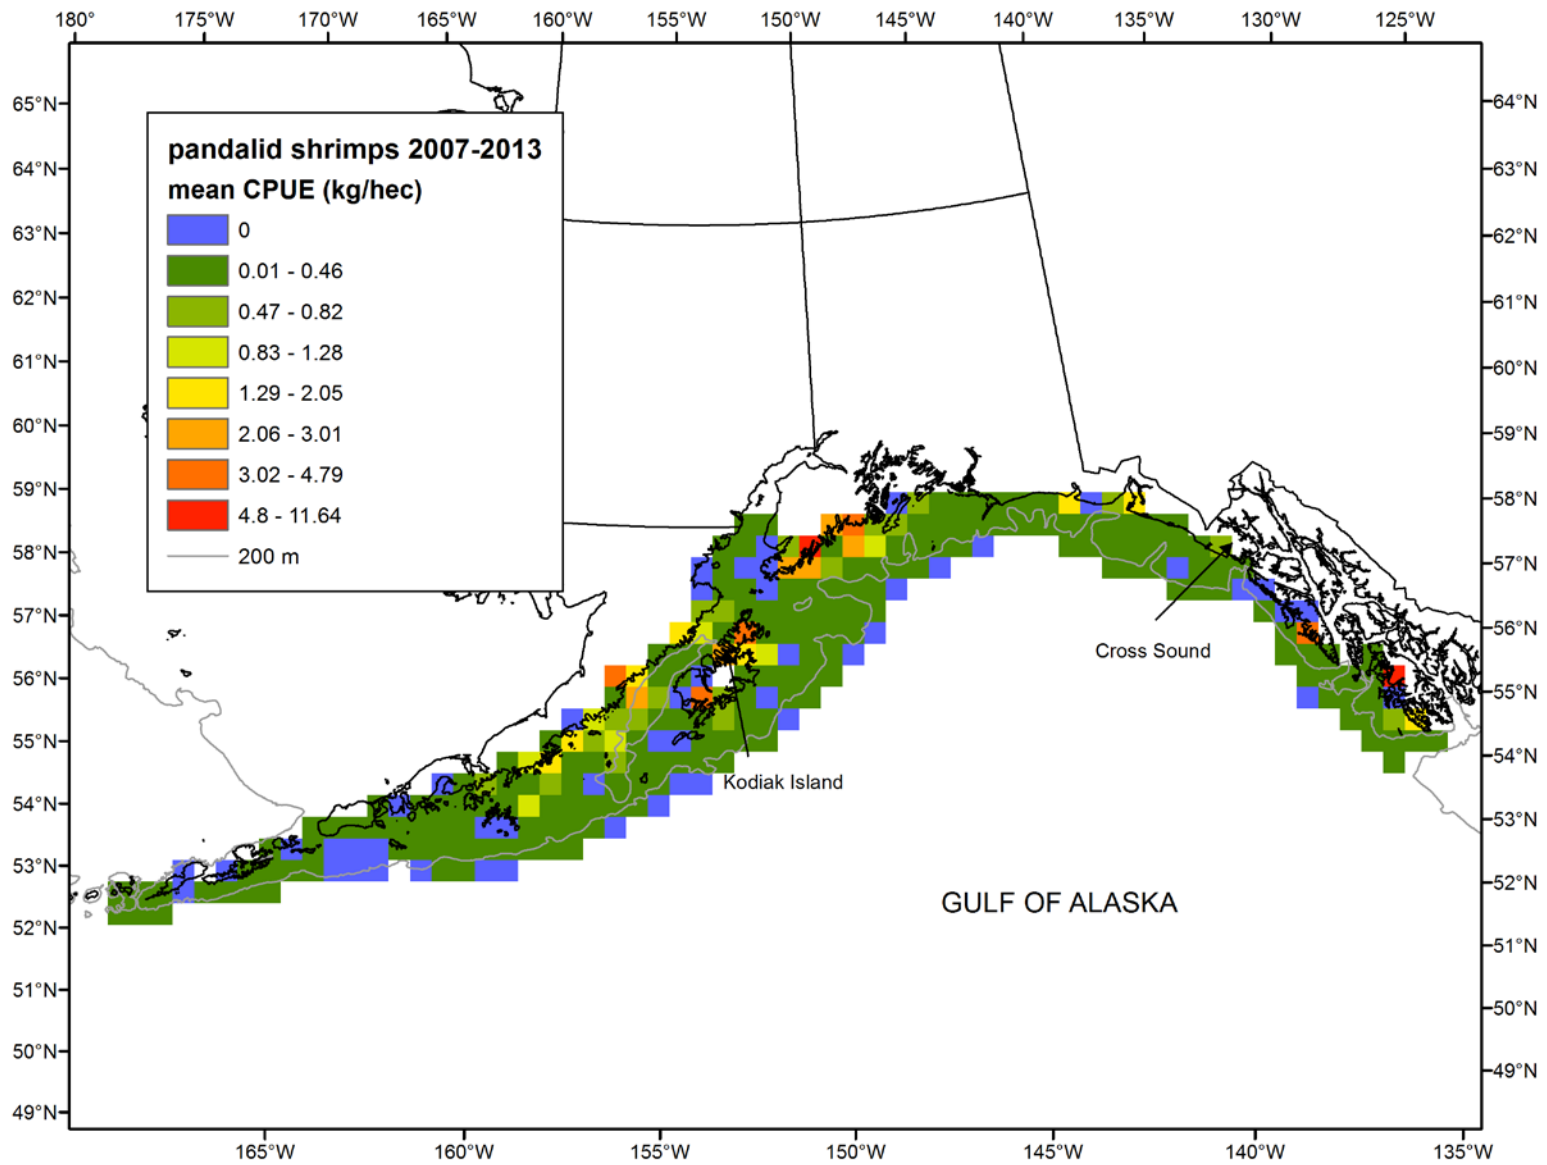 180° 175°W 170°W 165°W 160°W 155°W 150°W 145°W 140°W 135°W 130°W 125°W
pandalid shrimps 2007-2013
mean CPUE (kg/hec)
0
0.01 - 0.46
0.47 - 0.82
0.83 - 1.28
1.29 - 2.05
2.06 - 3.01
3.02 - 4.79
4.8 - 11.64
200 m
65°N
64°N
63°N
62°N
61°N
60°N
59°N
58°N
57°N
56°N
55°N
54°N
53°N
52°N
51°N
50°N
49°N
64°N
63°N
62°N
61°N
60°N
59°N
58°N
57°N
56°N
55°N
54°N
53°N
52°N
51°N
50°N
49°N
Cross Sound
Kodiak Island
GULF OF ALASKA
165°W 160°W 155°W 150°W 145°W 140°W 135°W